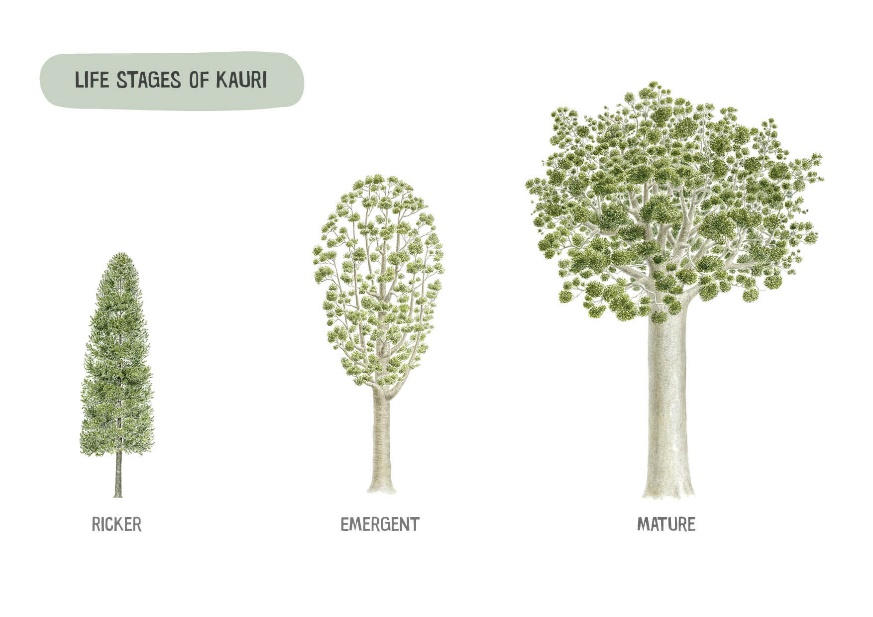 LIFE STAGES OF KAURI
RICKER
EMERGENT
MATURE